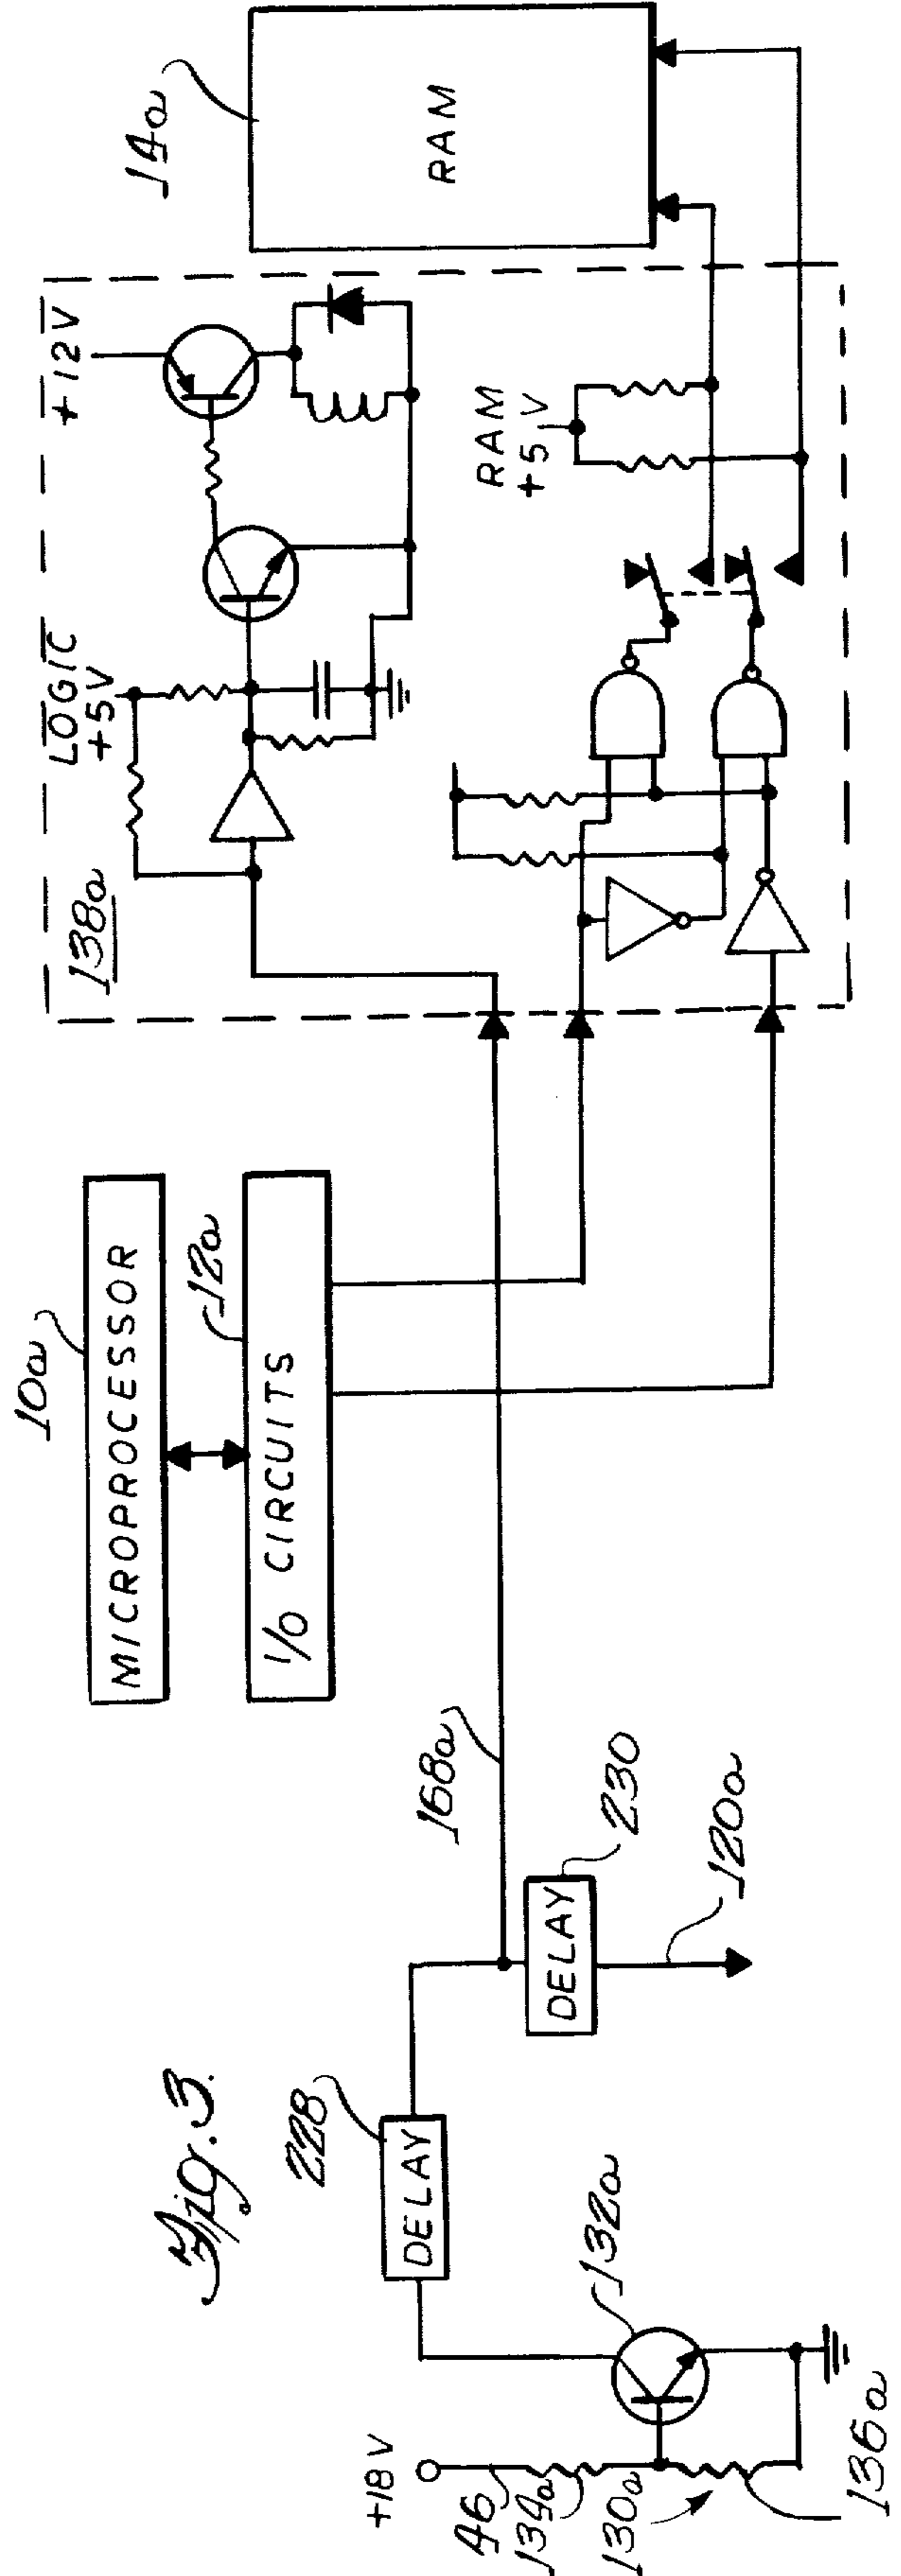 Fig. 3.
+18V
46
134a
130a
136a
132a
228
DELAY
DELAY
230
120a
168a
10a
MICROPROCESSOR
12a
I/O CIRCUITS
138a
LOGIC
+5V
+12V
RAM
+5V
14a
RAM